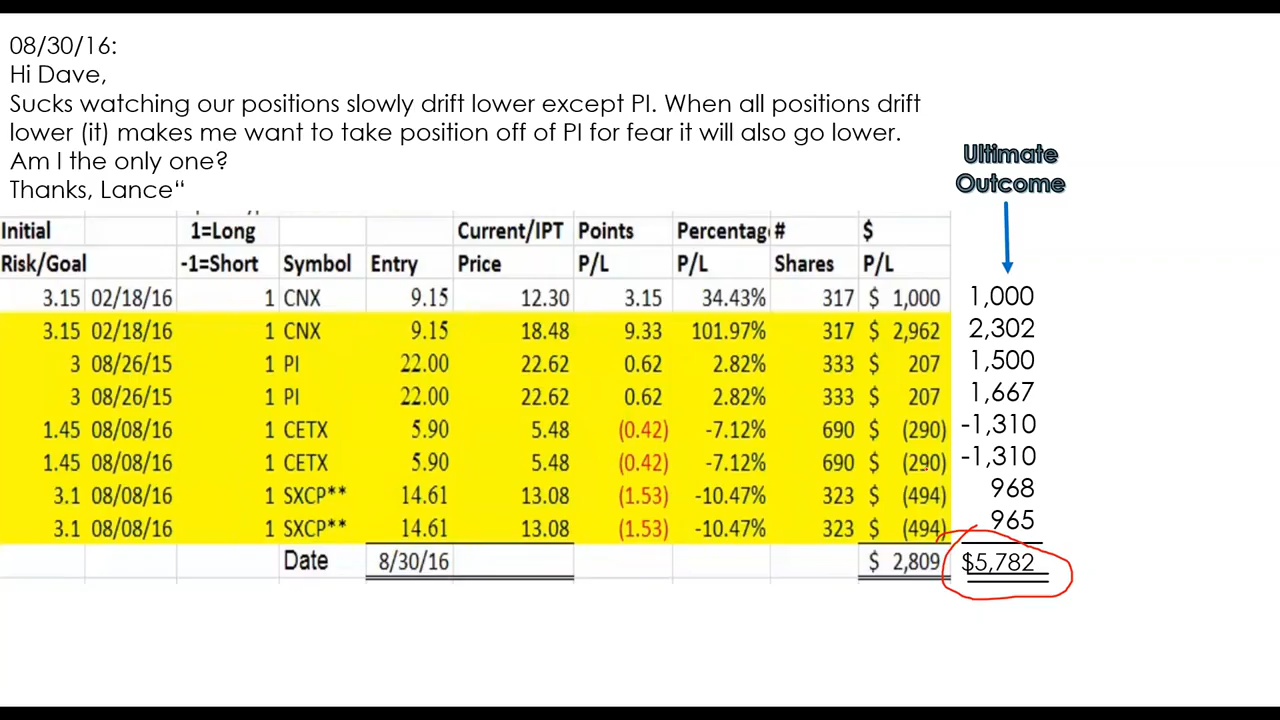 08/30/16:
Hi Dave,
Sucks watching our positions slowly drift lower except PI. When all positions drift
lower (it) makes me want to take position off of PI for fear it will also go lower.
Am I the only one?
Thanks, Lance“
Ultimate
Outcome
Initial 1=Long Current/IPT Points Percentag # $
Risk/Goal -1=Short Symbol Entry Price P/L P/L Shares P/L
3.15 02/18/16 1 CNX 9.15 12.30 3.15 34.43% 317 $ 1,000 1,000
3.15 02/18/16 1 CNX 9.15 18.48 9.33 101.97% 317 $ 2,962 2,302
3 08/26/15 1 PI 22.00 22.62 0.62 2.82% 333 $ 207 1,500
3 08/26/15 1 PI 22.00 22.62 0.62 2.82% 333 $ 207 1,667
1.45 08/08/16 1 CETX 5.90 5.48 (0.42) -7.12% 690 $ (290) -1,310
1.45 08/08/16 1 CETX 5.90 5.48 (0.42) -7.12% 690 $ (290) -1,310
3.1 08/08/16 1 SXCP** 14.61 13.08 (1.53) -10.47% 323 $ (494) 968
3.1 08/08/16 1 SXCP** 14.61 13.08 (1.53) -10.47% 323 $ (494) 965
Date 8/30/16 $ 2,809 $5,782